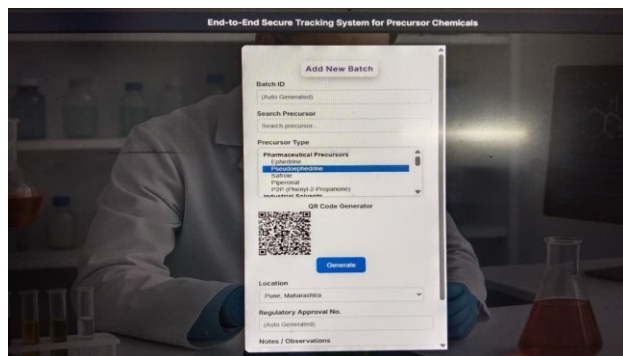 End-to-End Secure Tracking System for Precursor Chemicals
Add New Batch
Batch ID
(Auto Generated)
Search Precursor
Search precursor...
Precursor Type
Pharmaceutical Precursors
Ephedrine
Pseudoephedrine
Safrole
Piperonal
P2P (Phenyl-2-Propanone)
Industrial Solvents
QR Code Generator
Generate
Location
Pune, Maharashtra
Regulatory Approval No.
(Auto Generated)
Notes / Observations